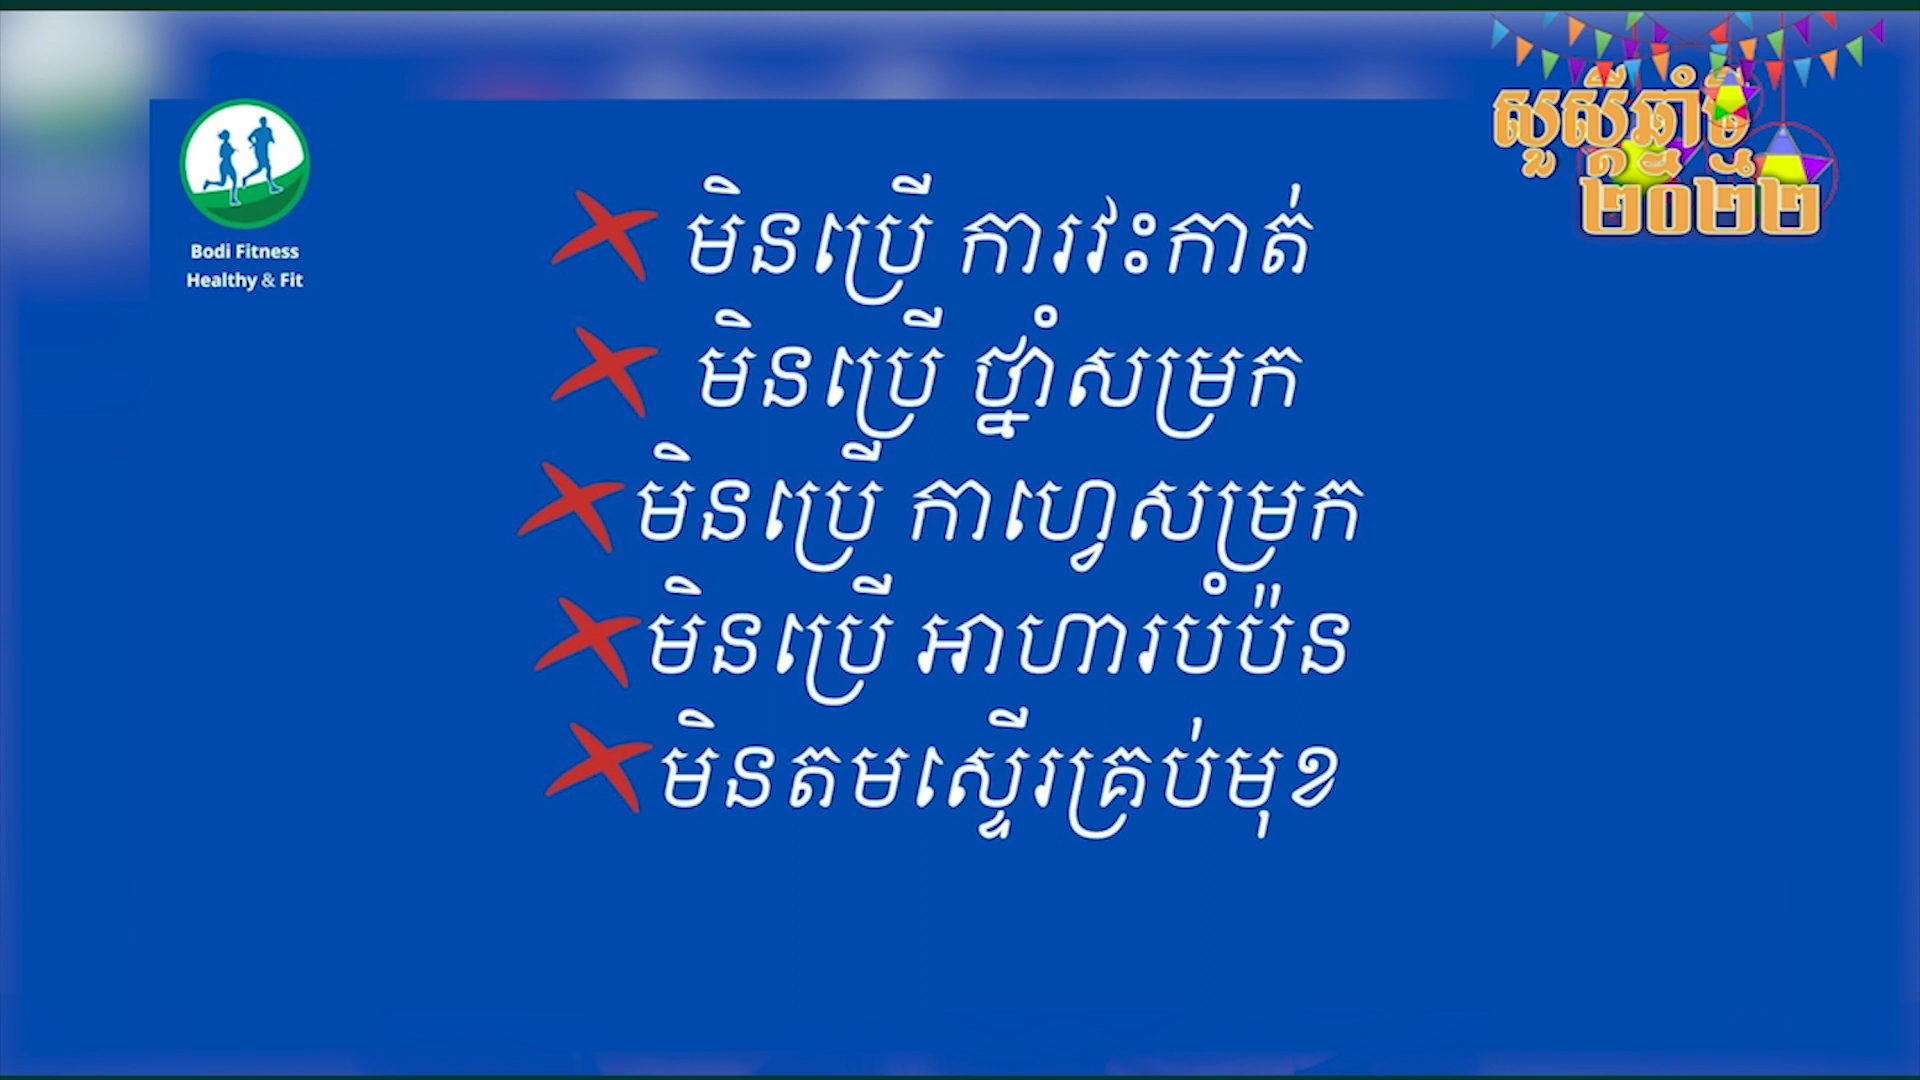 Bodi Fitness
Healthy & Fit
សួស្តីឆ្នាំថ្មី
២០២២
មិនប្រើ ការវះកាត់
មិនប្រើ ថ្នាំសម្រក
មិនប្រើ កាហ្វេសម្រក
មិនប្រើ អាហារបំប៉ន
មិនតមស្ទើរគ្រប់មុខ